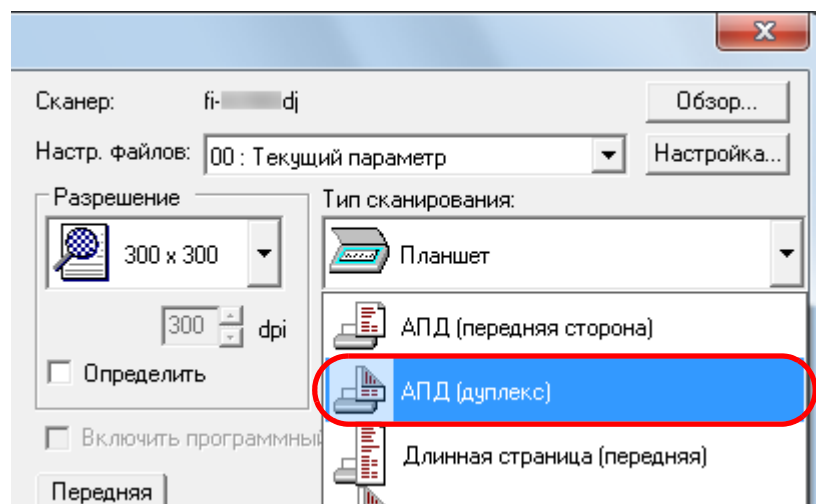 Сканер: fi- dj Обзор...
Настр. файлов: 00 : Текущий параметр Настройка...
Разрешение Тип сканирования:
300 x 300 Планшет
300 dpi АПД (передняя сторона)
Определить АПД (дуплекс)
Включить программный Длинная страница (передняя)
Передняя